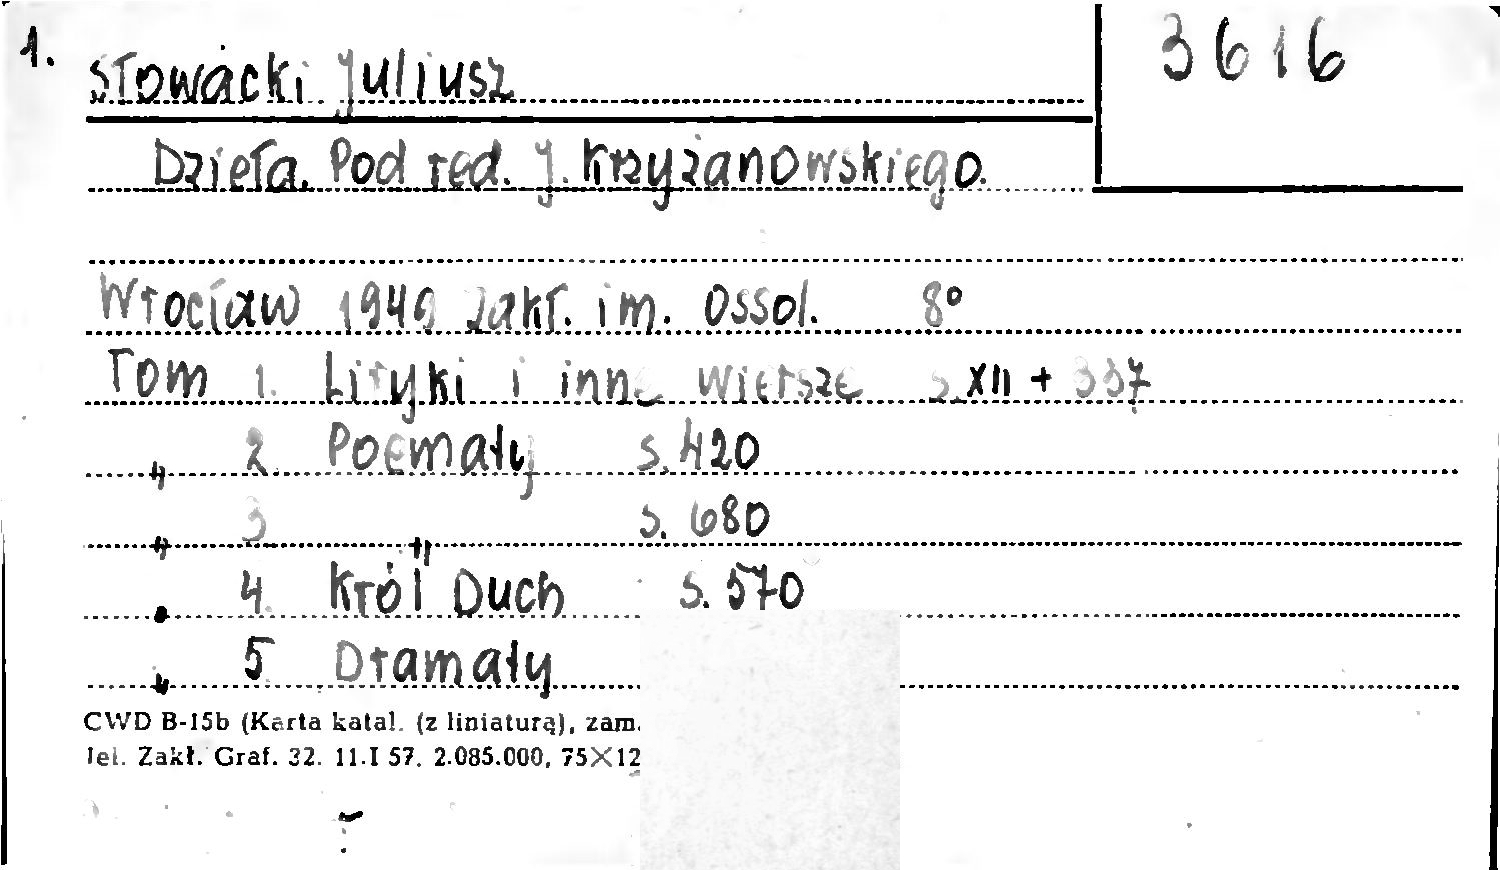 1. Słowacki Juliusz 3616
Dzieła. Pod red. J. Krzyżanowskiego.
Wrocław 1949 Zakł. im. Ossol. 8°
Tom 1. Liryki i inne wiersze s. XII + 337
" 2. Poematy s. 420
" 3 " s. 680
" 4. Król Duch s. 570
" 5 Dramaty
CWD B-15b (Karta katal. (z liniaturą), zam.
Jel. Zakł. Graf. 32. 11.I 57. 2.085.000, 75×12